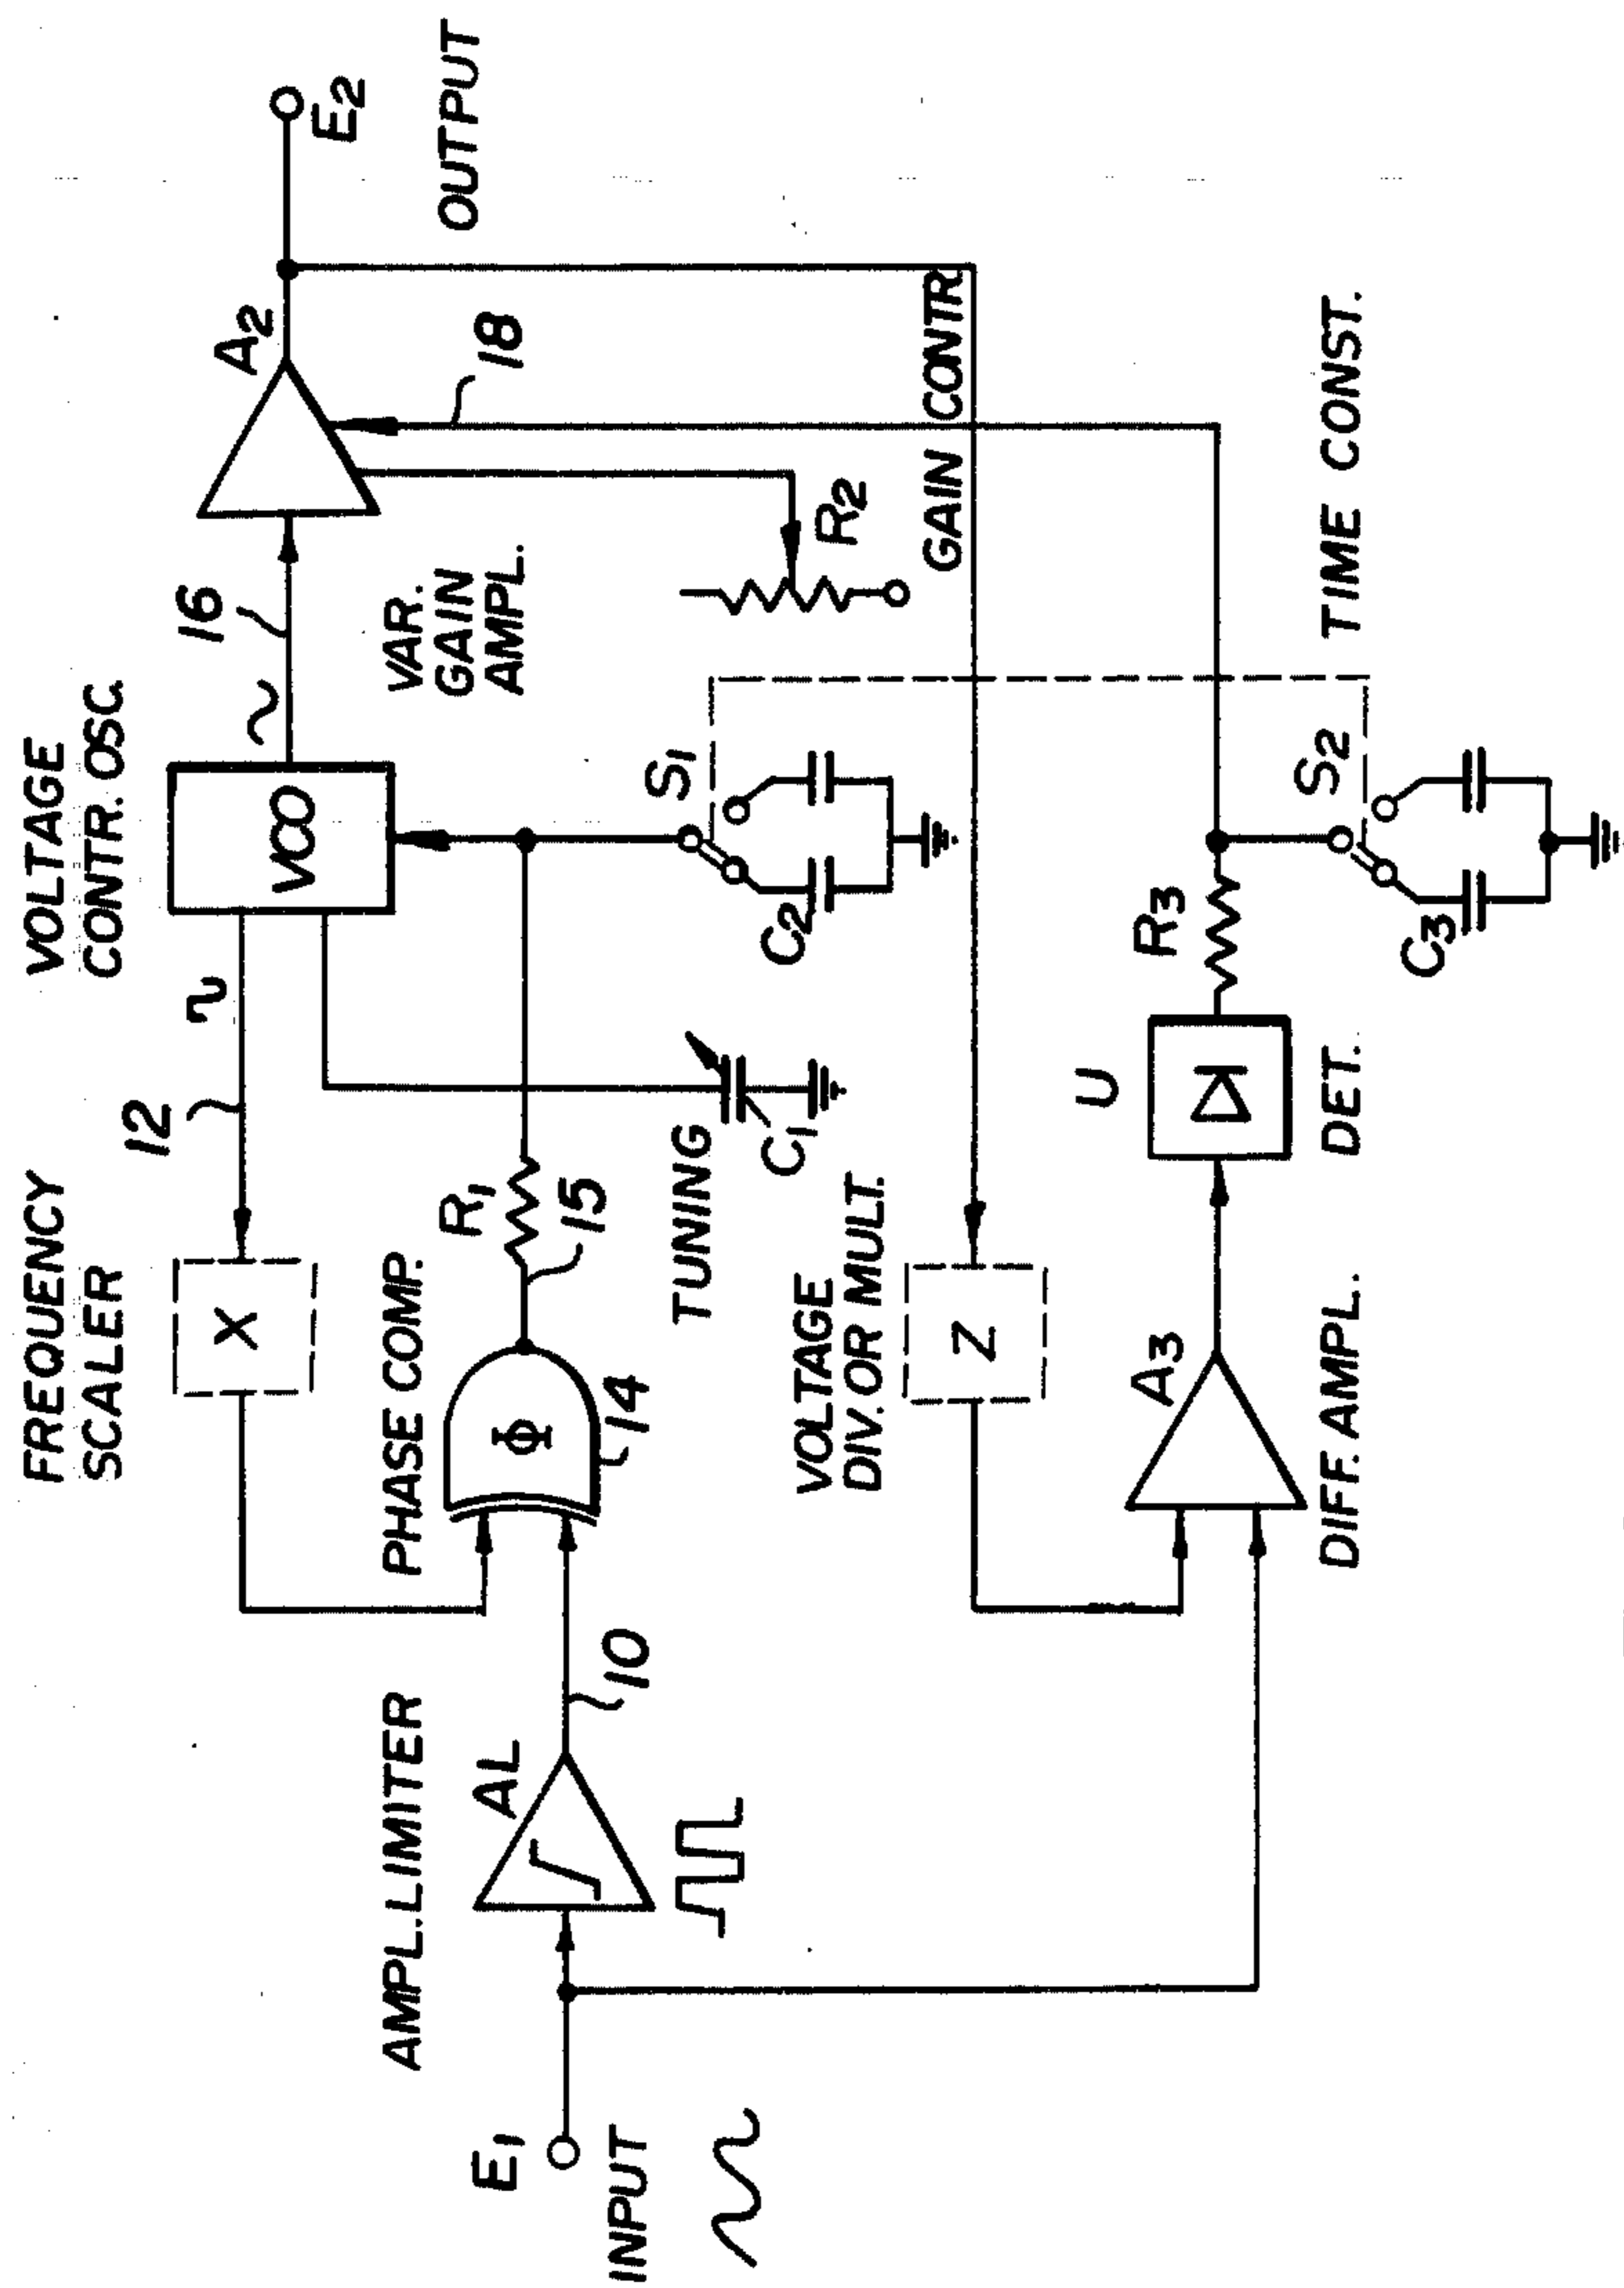 VOLTAGE
CONTR. OSC.
FREQUENCY
SCALER
12
16
A2
E2
OUTPUT
X
VCO
VAR.
GAIN
AMPL.
18
PHASE COMP.
R1
15
Φ
14
AMPL. LIMITER
AL
10
E1
INPUT
TUNING
C1
C2
S1
R2
GAIN CONTR.
VOLTAGE
DIV. OR MULT.
Z
A3
DIFF. AMPL.
U
DET.
R3
S2
C3
TIME CONST.